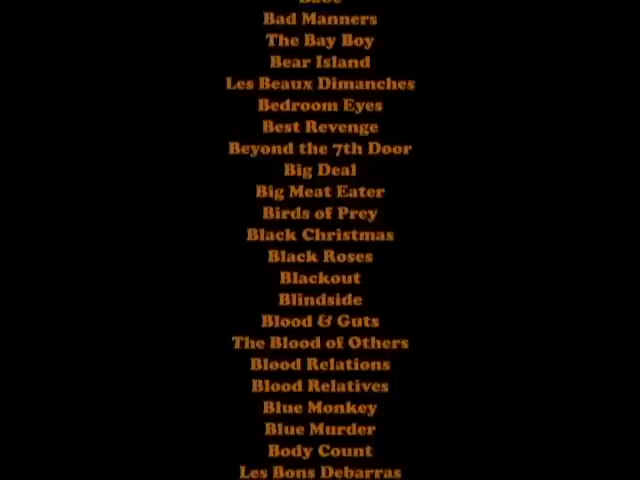 Bad Manners
The Bay Boy
Bear Island
Les Beaux Dimanches
Bedroom Eyes
Best Revenge
Beyond the 7th Door
Big Deal
Big Meat Eater
Birds of Prey
Black Christmas
Black Roses
Blackout
Blindside
Blood & Guts
The Blood of Others
Blood Relations
Blood Relatives
Blue Monkey
Blue Murder
Body Count
Les Bons Debarras